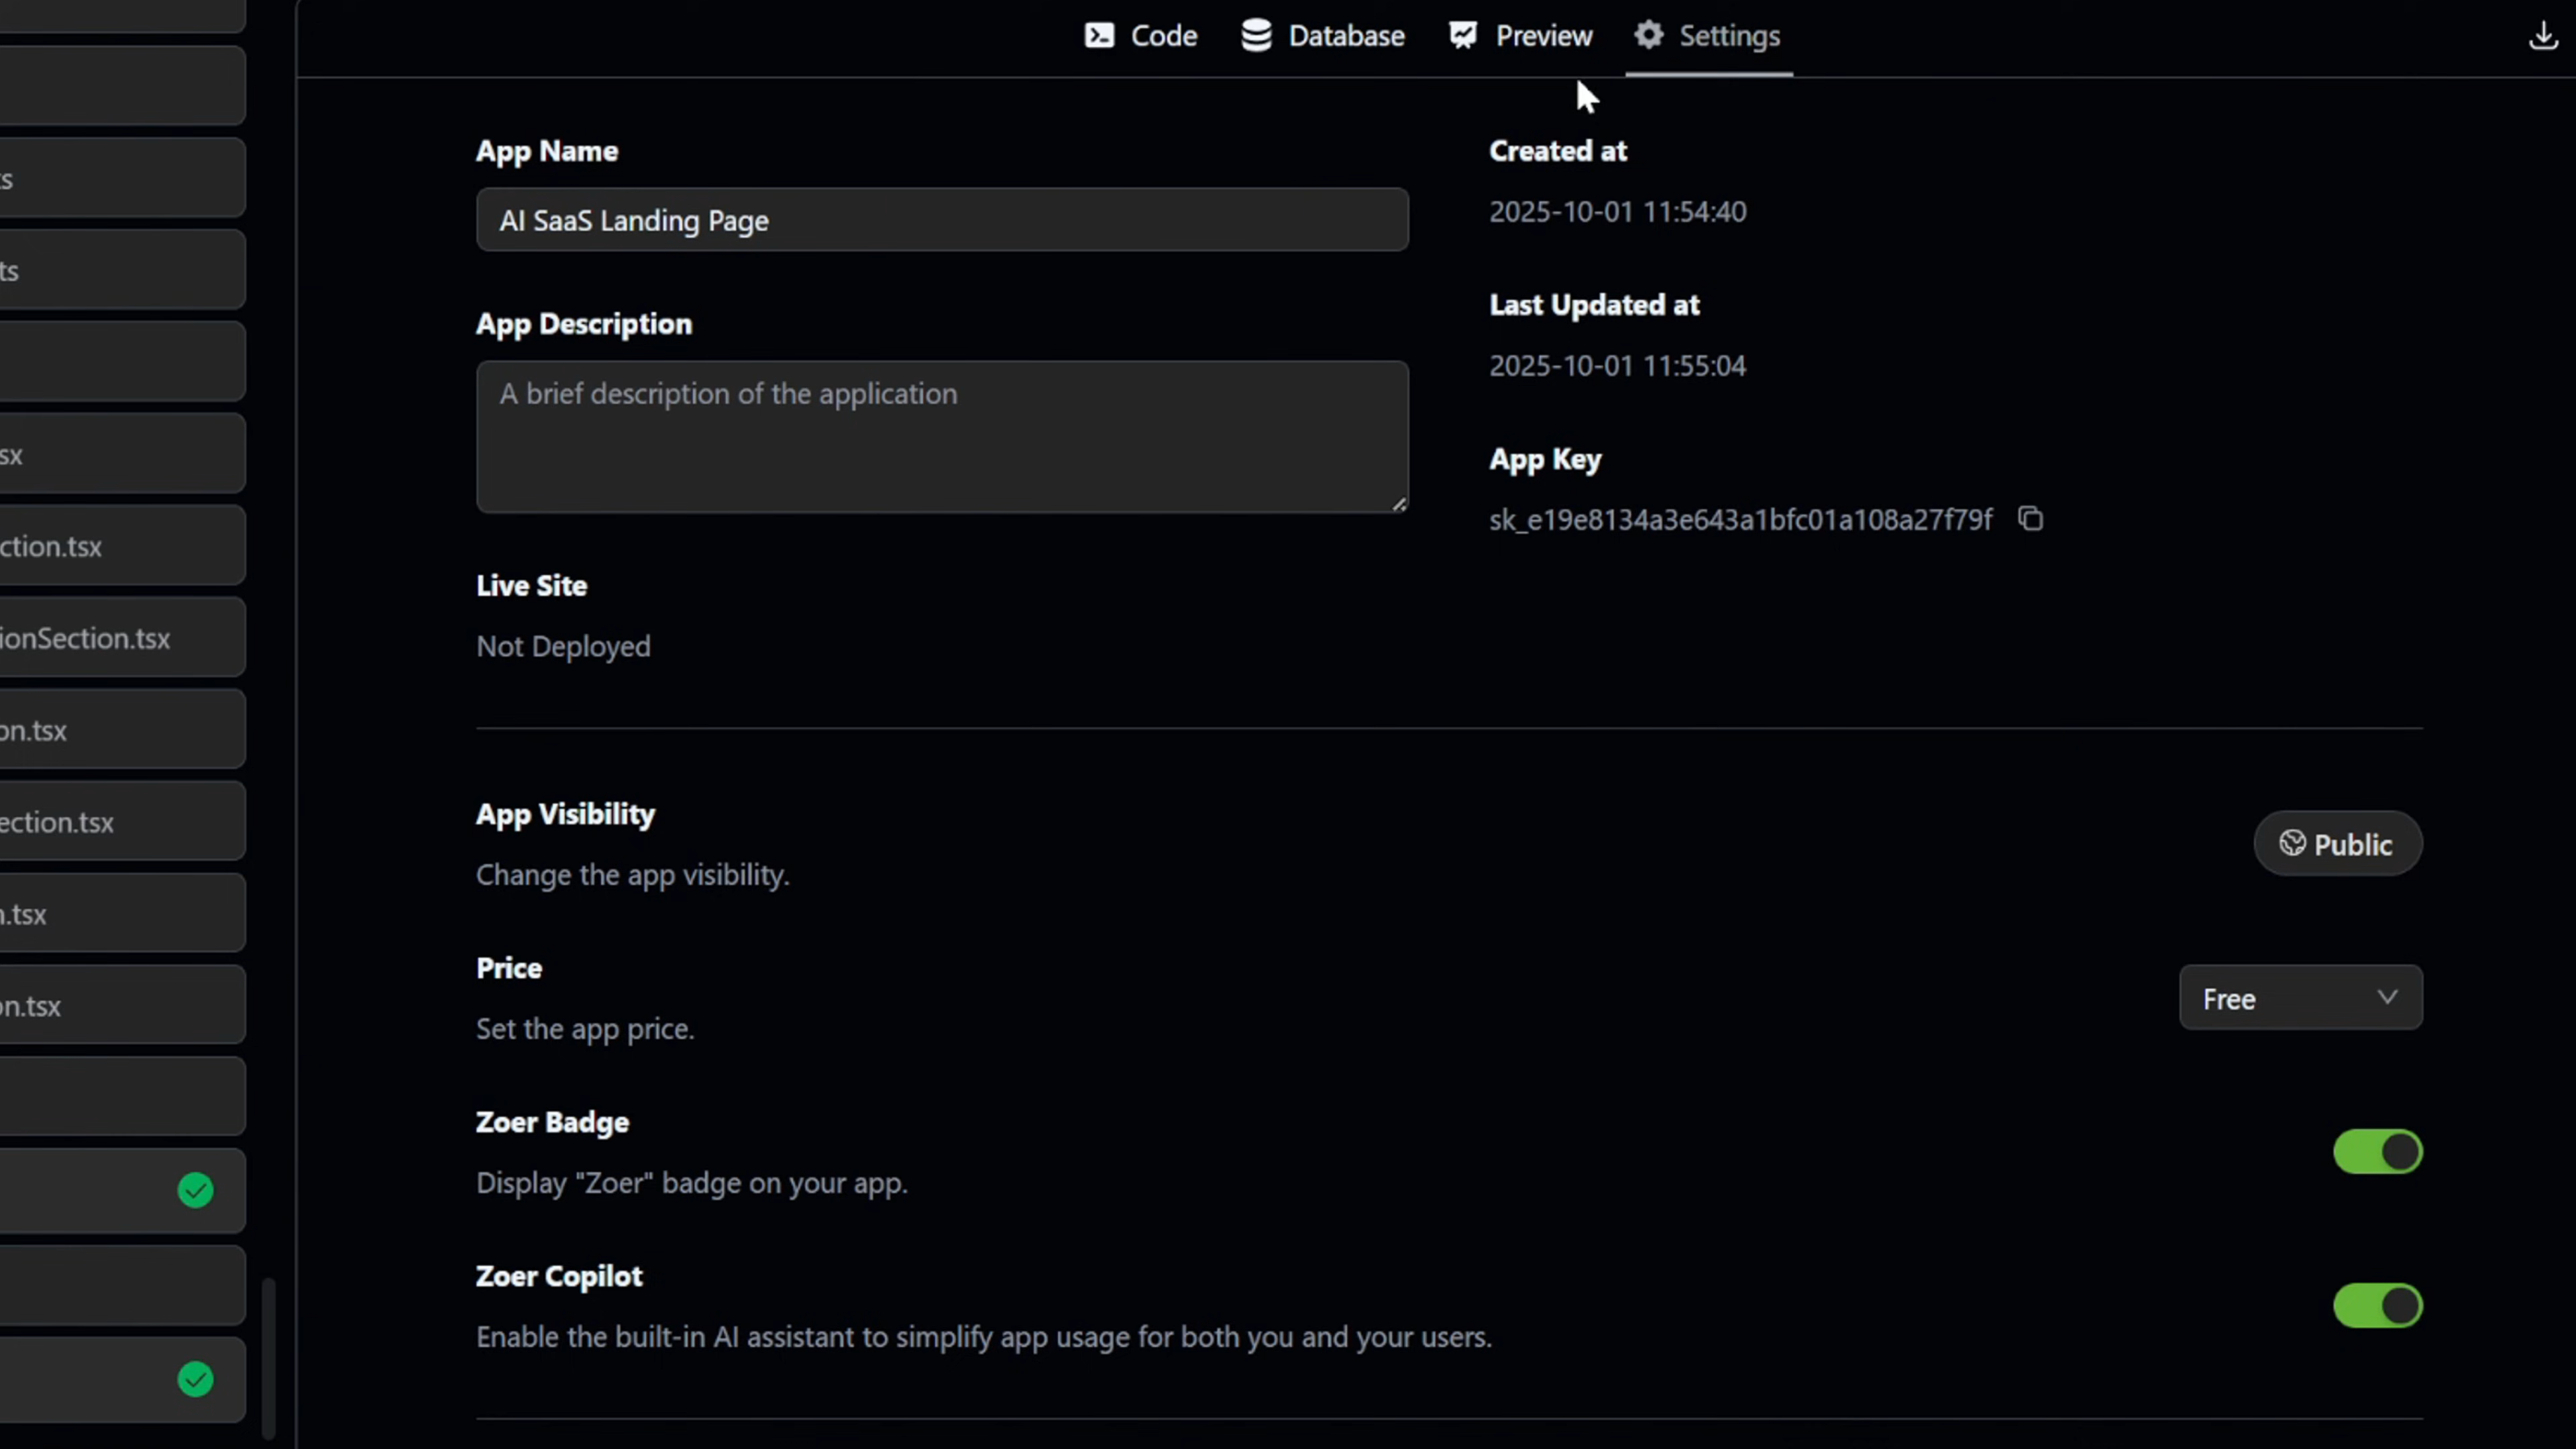 Code
Database
Preview
Settings
App Name
AI SaaS Landing Page
App Description
A brief description of the application
Live Site
Not Deployed
Created at
2025-10-01 11:54:40
Last Updated at
2025-10-01 11:55:04
App Key
sk_e19e8134a3e643a1bfc01a108a27f79f
App Visibility
Change the app visibility.
Public
Price
Set the app price.
Free
Zoer Badge
Display "Zoer" badge on your app.
Zoer Copilot
Enable the built-in AI assistant to simplify app usage for both you and your users.
ts
sx
ction.tsx
ionSection.tsx
on.tsx
ection.tsx
n.tsx
on.tsx